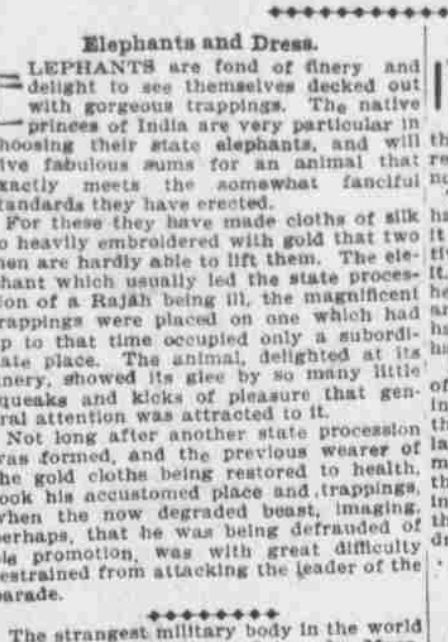 Elephants and Dress.
ELEPHANTS are fond of finery and
delight to see themselves decked out
with gorgeous trappings. The native
princes of India are very particular in
hoosing their state elephants, and will
ive fabulous sums for an animal that
xactly meets the somewhat fanciful
tandards they have erected.
For these they have made cloths of silk
o heavily embroidered with gold that two
nen are hardly able to lift them. The ele-
hant which usually led the state proces-
ion of a Rajah being ill, the magnificent
rappings were placed on one which had
p to that time occupied only a subordi-
ate place. The animal, delighted at its
inery, showed its glee by so many little
queaks and kicks of pleasure that gen-
ral attention was attracted to it.
Not long after another state procession
vas formed, and the previous wearer of
he gold cloths being restored to health,
ook his accustomed place and trappings,
when the now degraded beast, imaging,
erhaps, that he was being defrauded of
his promotion, was with great difficulty
estrained from attacking the leader of the
parade.
The strangest military body in the world